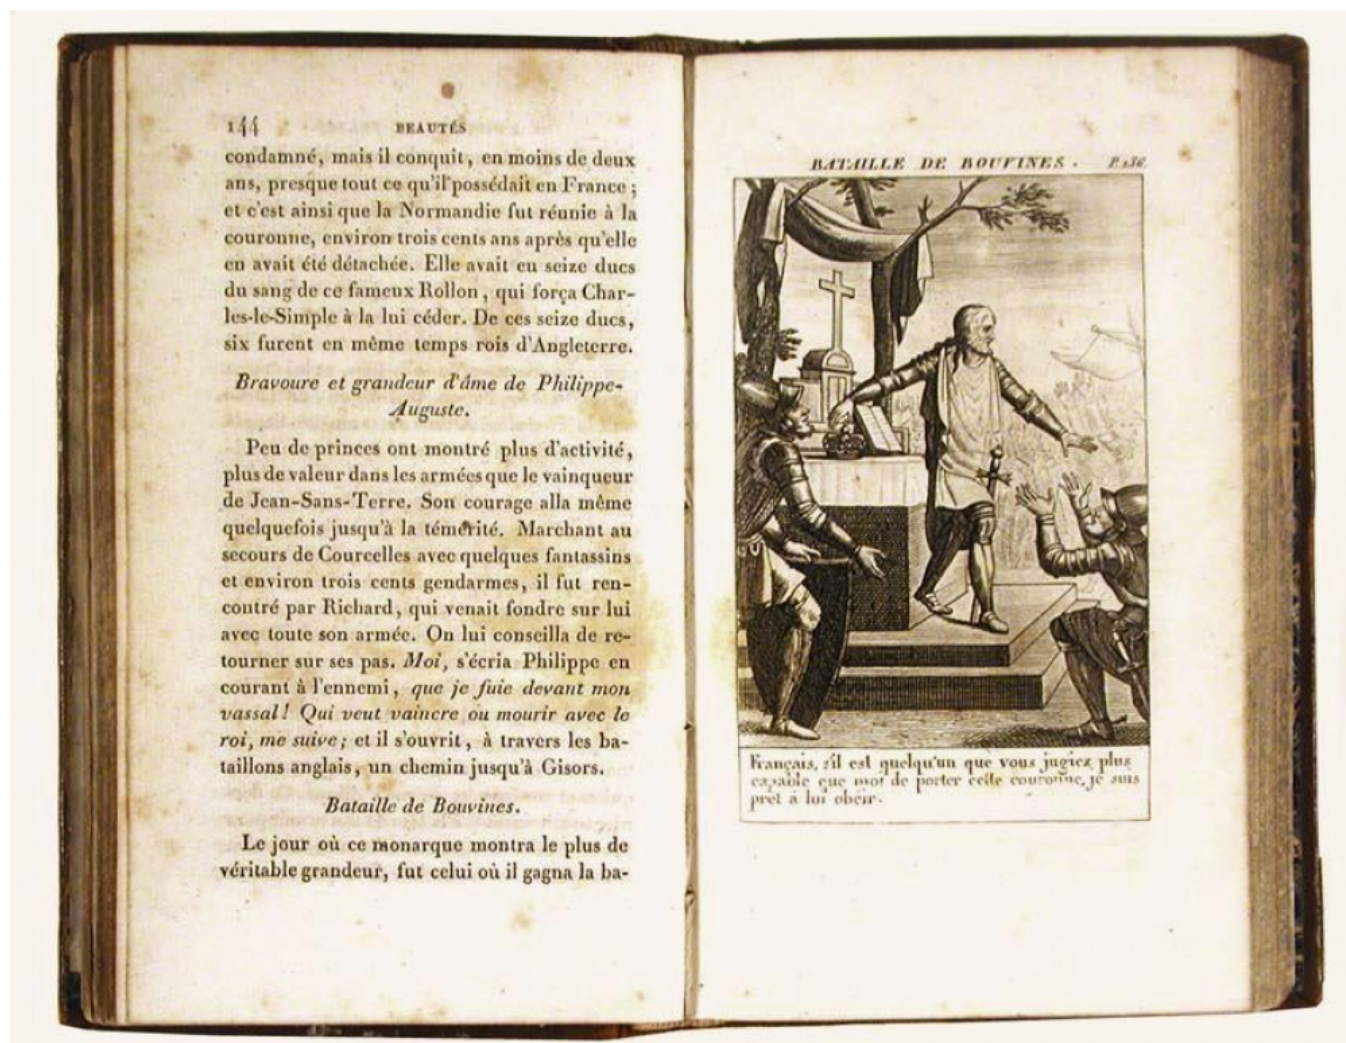 144 BEAUTÉS
condamné, mais il conquit, en moins de deux
ans, presque tout ce qu'il possédait en France ;
et c'est ainsi que la Normandie fut réunie à la
couronne, environ trois cents ans après qu'elle
en avait été détachée. Elle avait eu seize ducs
du sang de ce fameux Rollon, qui força Char-
les-le-Simple à la lui céder. De ces seize ducs,
six furent en même temps rois d'Angleterre.
Bravoure et grandeur d'âme de Philippe-
Auguste.
Peu de princes ont montré plus d'activité,
plus de valeur dans les armées que le vainqueur
de Jean-Sans-Terre. Son courage alla même
quelquefois jusqu'à la témérité. Marchant au
secours de Courcelles avec quelques fantassins
et environ trois cents gendarmes, il fut ren-
contré par Richard, qui venait fondre sur lui
avec toute son armée. On lui conseilla de re-
tourner sur ses pas. Moi, s'écria Philippe en
courant à l'ennemi, que je fuie devant mon
vassal ! Qui veut vaincre ou mourir avec le
roi, me suive ; et il s'ouvrit, à travers les ba-
taillons anglais, un chemin jusqu'à Gisors.
Bataille de Bouvines.
Le jour où ce monarque montra le plus de
véritable grandeur, fut celui où il gagna la ba-
BATAILLE DE BOUVINES. P. 136.
Français, s'il est quelqu'un que vous jugiez plus
capable que moi de porter cette couronne, je suis
prêt à lui obéir.